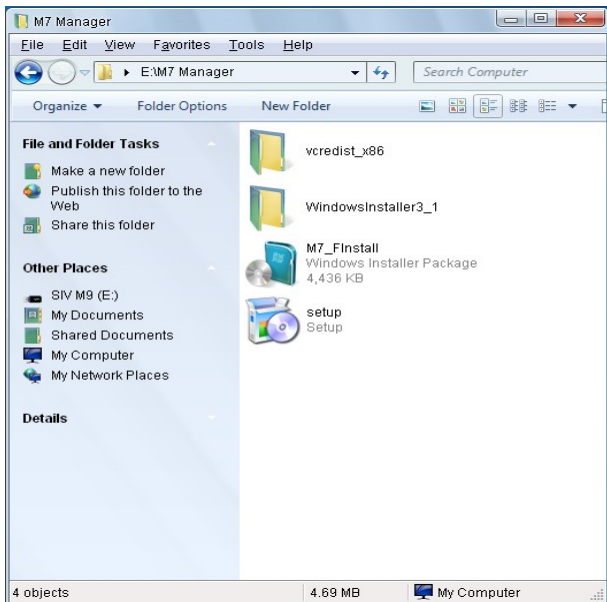 M7 Manager
File Edit View Favorites Tools Help
E:\M7 Manager
Search Computer
Organize
Folder Options
New Folder
File and Folder Tasks
Make a new folder
Publish this folder to the
Web
Share this folder
Other Places
SIV M9 (E:)
My Documents
Shared Documents
My Computer
My Network Places
Details
vcredist_x86
WindowsInstaller3_1
M7_FInstall
Windows Installer Package
4,436 KB
setup
Setup
4 objects
4.69 MB
My Computer